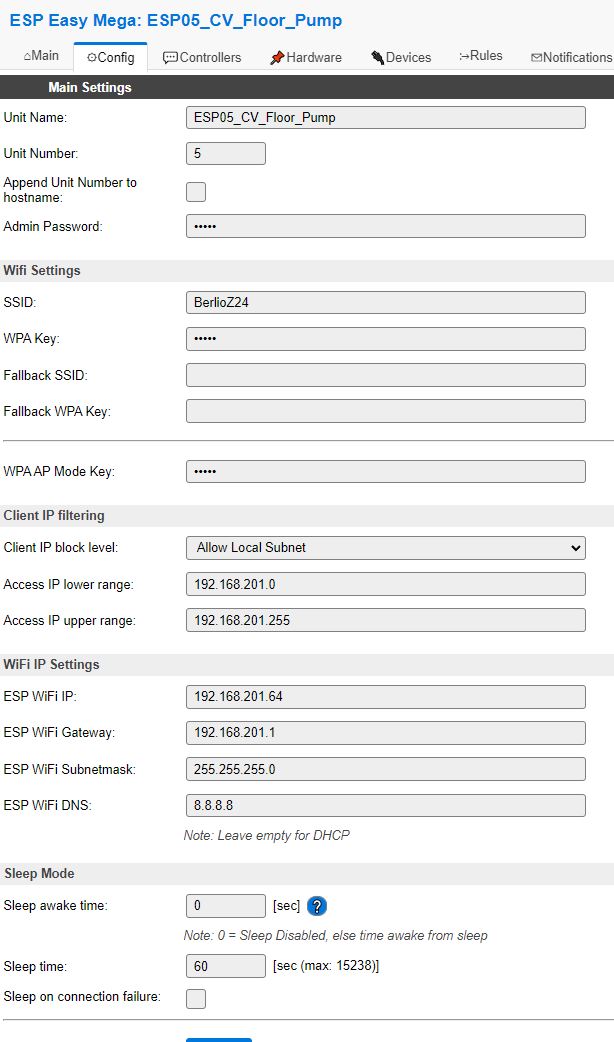 ESP Easy Mega: ESP05_CV_Floor_Pump
Main Config Controllers Hardware Devices Rules Notifications
Main Settings
Unit Name: ESP05_CV_Floor_Pump
Unit Number: 5
Append Unit Number to
hostname:
Admin Password: •••••
Wifi Settings
SSID: BerlioZ24
WPA Key: •••••
Fallback SSID:
Fallback WPA Key:
WPA AP Mode Key: •••••
Client IP filtering
Client IP block level: Allow Local Subnet
Access IP lower range: 192.168.201.0
Access IP upper range: 192.168.201.255
WiFi IP Settings
ESP WiFi IP: 192.168.201.64
ESP WiFi Gateway: 192.168.201.1
ESP WiFi Subnetmask: 255.255.255.0
ESP WiFi DNS: 8.8.8.8
Note: Leave empty for DHCP
Sleep Mode
Sleep awake time: 0 [sec] ?
Note: 0 = Sleep Disabled, else time awake from sleep
Sleep time: 60 [sec (max: 15238)]
Sleep on connection failure: